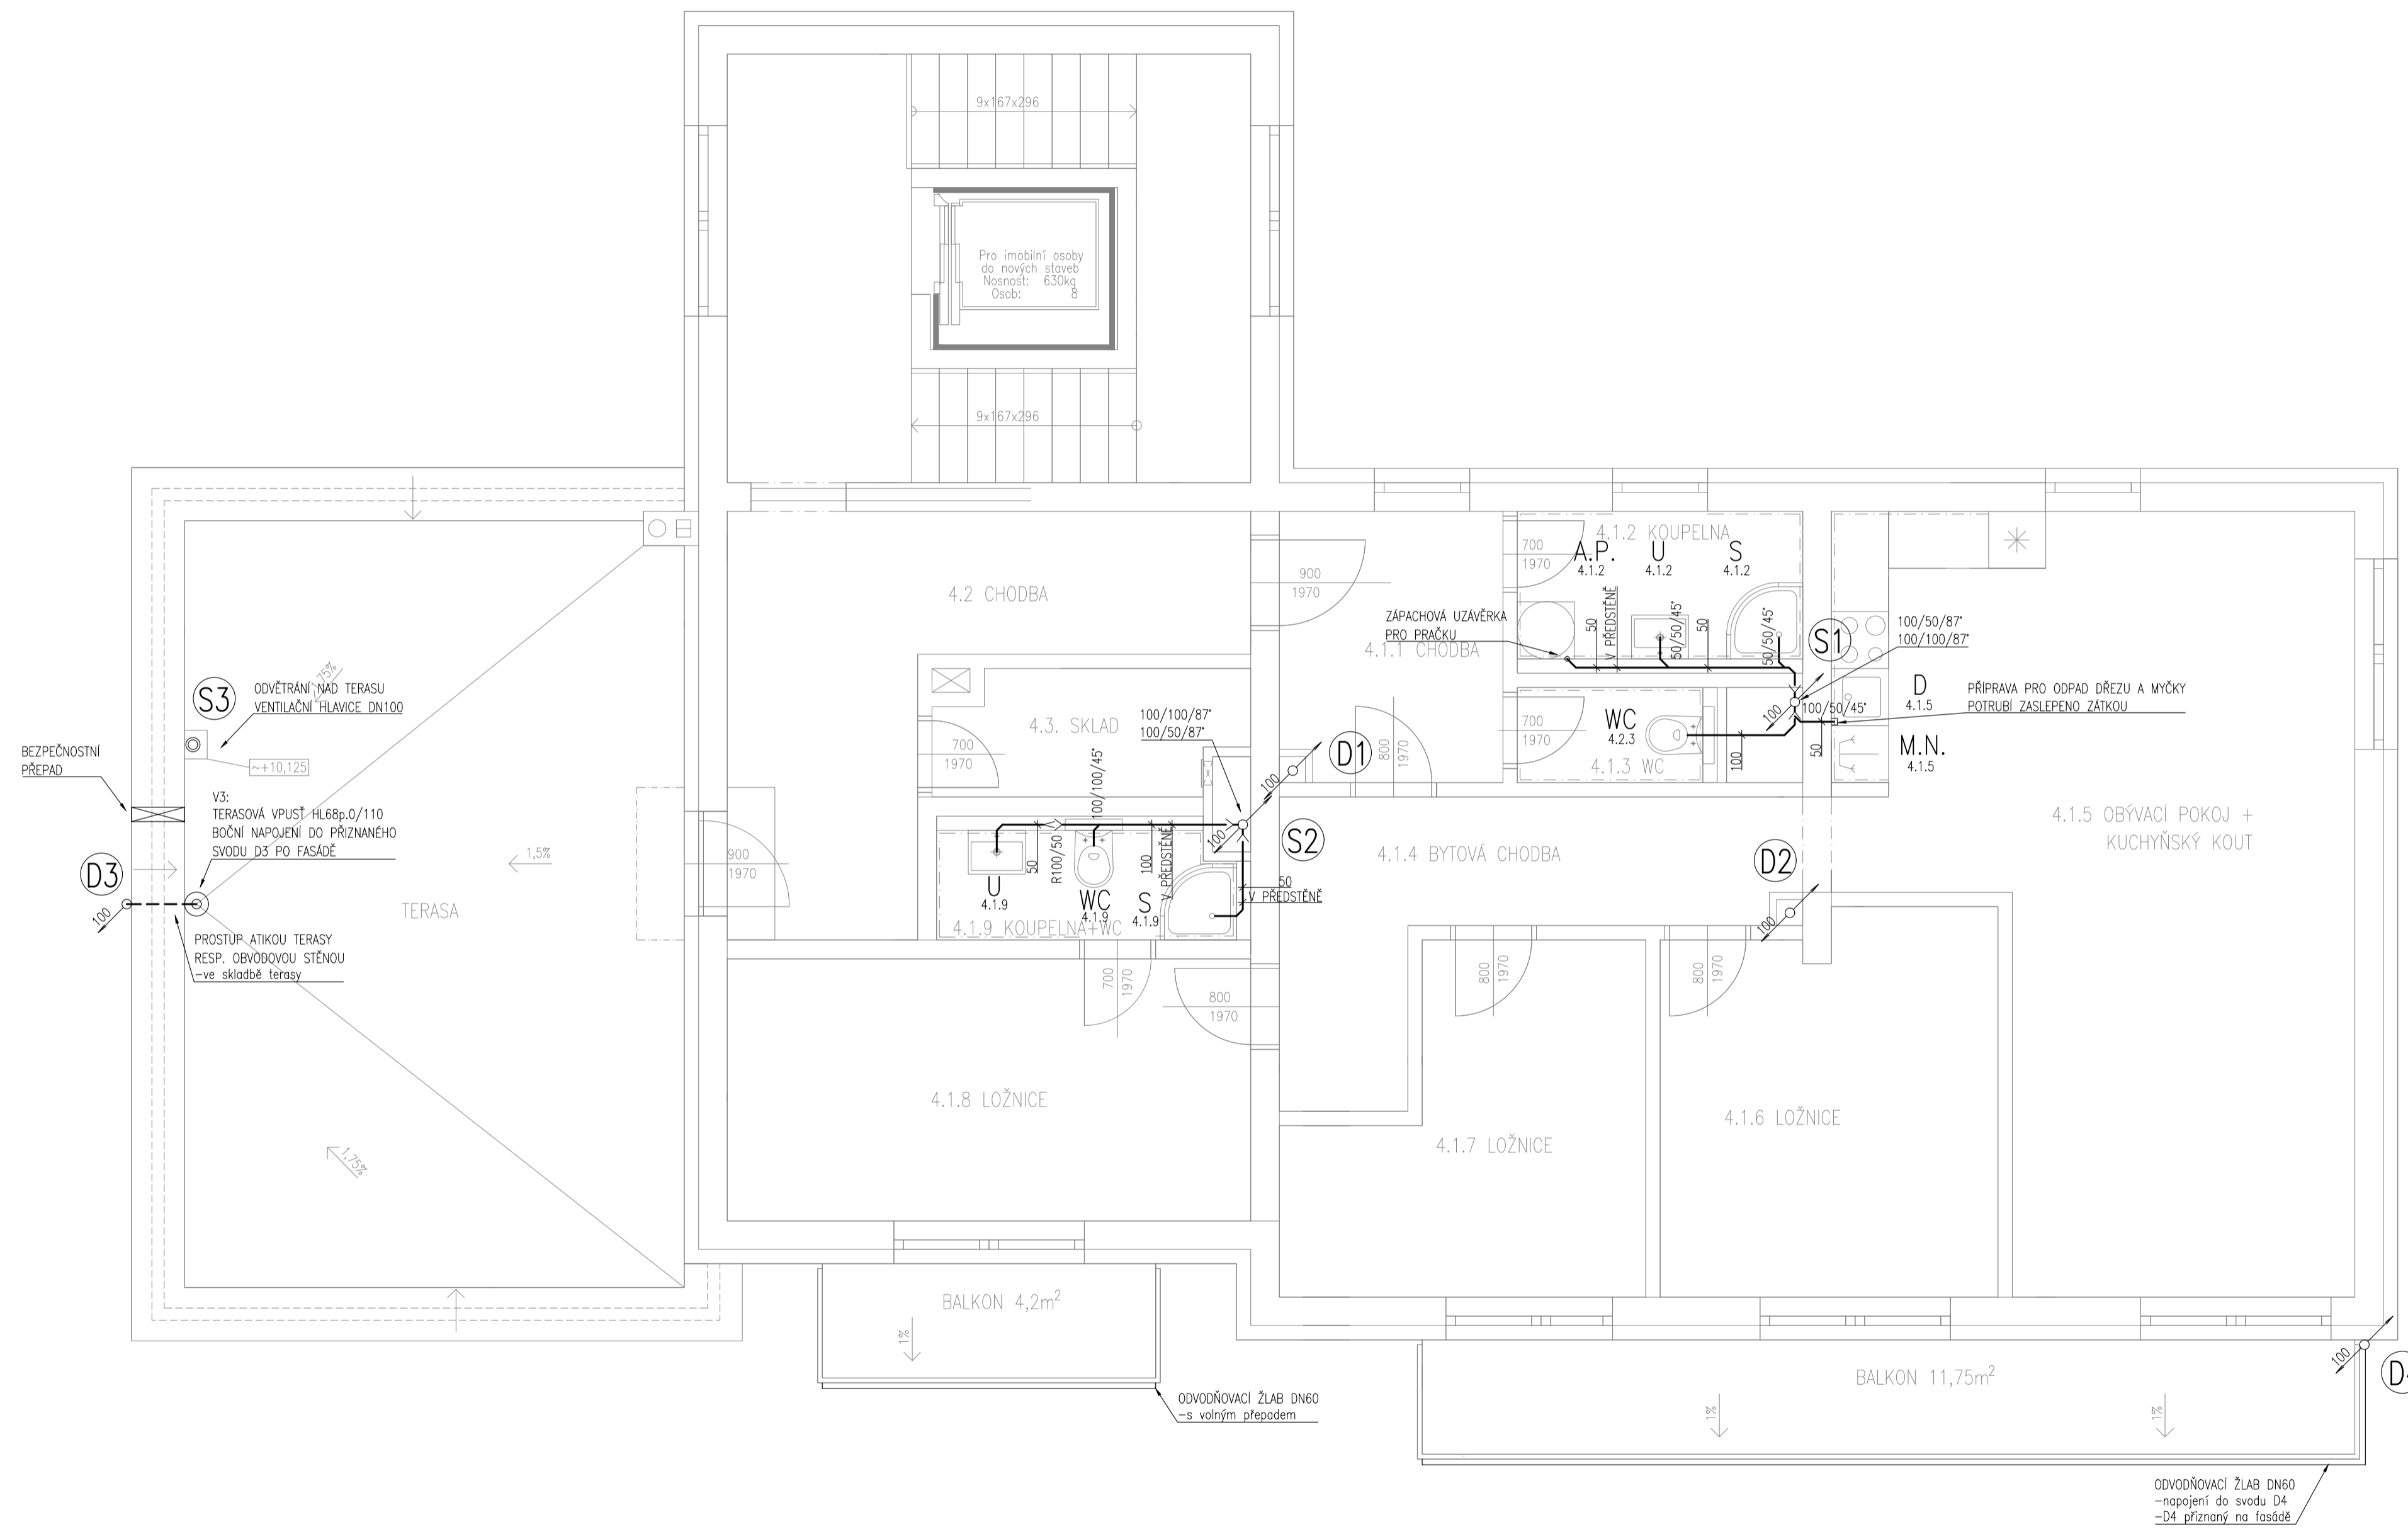 9x167x296
Pro imobilní osoby
do nových staveb
Nosnost: 630kg
Osob: 8
9x167x296
4.2 CHODBA
900
1970
4.1.1 CHODBA
700
1970
4.1.2 KOUPELNA
A.P.
4.1.2
U
4.1.2
S
4.1.2
ZÁPACHOVÁ UZÁVĚRKA
PRO PRAČKU
50
V PŘEDSTĚNĚ
50/50/45°
50
50/50/45°
S1
100/50/87°
100/100/87°
D
4.1.5
PŘÍPRAVA PRO ODPAD DŘEZU A MYČKY
POTRUBÍ ZASLEPENO ZÁTKOU
100/50/45°
100
50
M.N.
4.1.5
700
1970
WC
4.2.3
100
4.1.3 WC
800
1970
4.1.5 OBÝVACÍ POKOJ +
KUCHYŇSKÝ KOUT
S3
ODVĚTRÁNÍ NAD TERASU
VENTILAČNÍ HLAVICE DN100
1,75%
~+10,125
BEZPEČNOSTNÍ
PŘEPAD
V3:
TERASOVÁ VPUSŤ HL68p.0/110
BOČNÍ NAPOJENÍ DO PŘIZNANÉHO
SVODU D3 PO FASÁDĚ
D3
100
1,5%
TERASA
PROSTUP ATIKOU TERASY
RESP. OBVODOVOU STĚNOU
-ve skladbě terasy
1,75%
900
1970
4.3. SKLAD
700
1970
100/100/87°
100/50/87°
100/100/45°
D1
100
100
S2
50
R100/50
100
V PŘEDSTĚNĚ
U
4.1.9
WC
4.1.9
S
4.1.9
50
V PŘEDSTĚNĚ
4.1.9 KOUPELNA+WC
700
1970
800
1970
4.1.4 BYTOVÁ CHODBA
D2
100
800
1970
800
1970
4.1.8 LOŽNICE
4.1.7 LOŽNICE
4.1.6 LOŽNICE
BALKON 4,2m²
1%
ODVODŇOVACÍ ŽLAB DN60
-s volným přepadem
BALKON 11,75m²
1%
1%
100
ODVODŇOVACÍ ŽLAB DN60
-napojení do svodu D4
-D4 přiznaný na fasádě